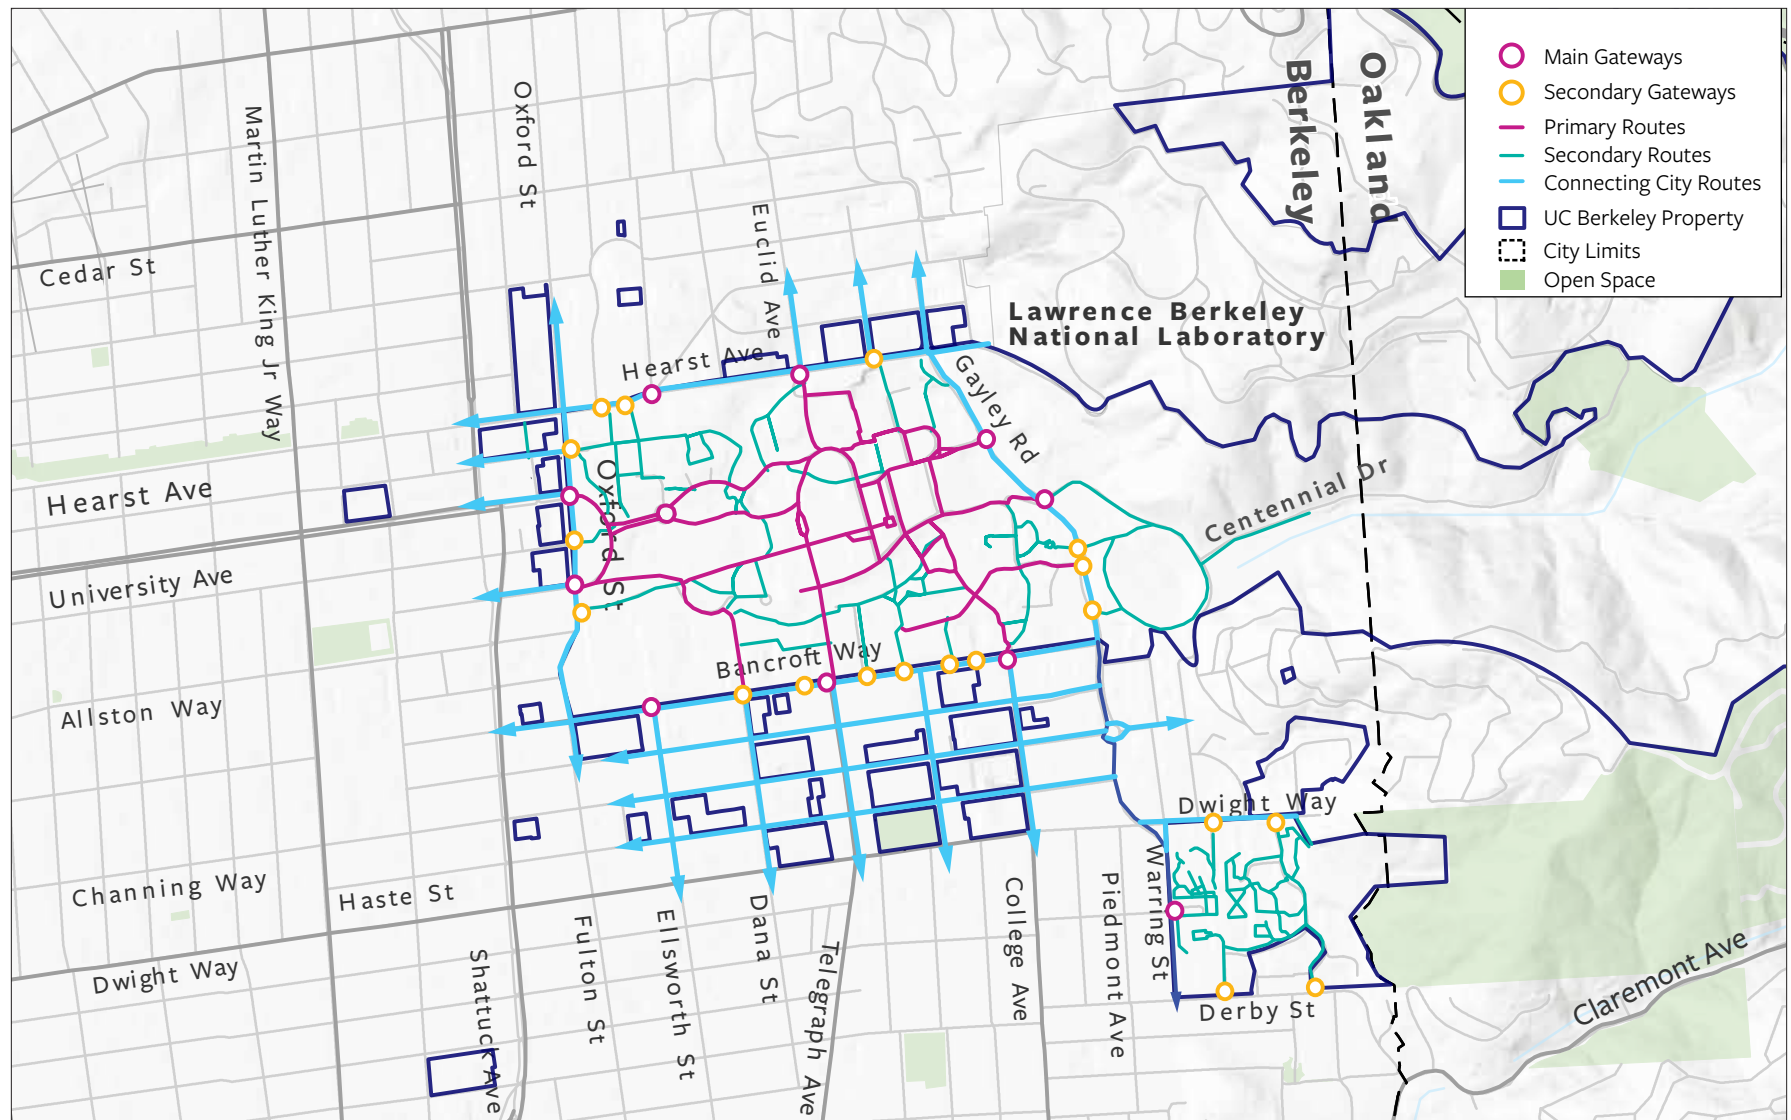 Main Gateways
Secondary Gateways
Primary Routes
Secondary Routes
Connecting City Routes
UC Berkeley Property
City Limits
Open Space
Berkeley
Oakland
Martin Luther King Jr Way
Oxford St
Euclid Ave
Cedar St
Lawrence Berkeley
National Laboratory
Hearst Ave
Gayley Rd
Oxford St
Hearst Ave
Centennial Dr
University Ave
Bancroft Way
Allston Way
Dwight Way
Channing Way
Haste St
Warring St
Piedmont Ave
College Ave
Dana St
Ellsworth St
Fulton St
Telegraph Ave
Shattuck Ave
Dwight Way
Claremont Ave
Derby St